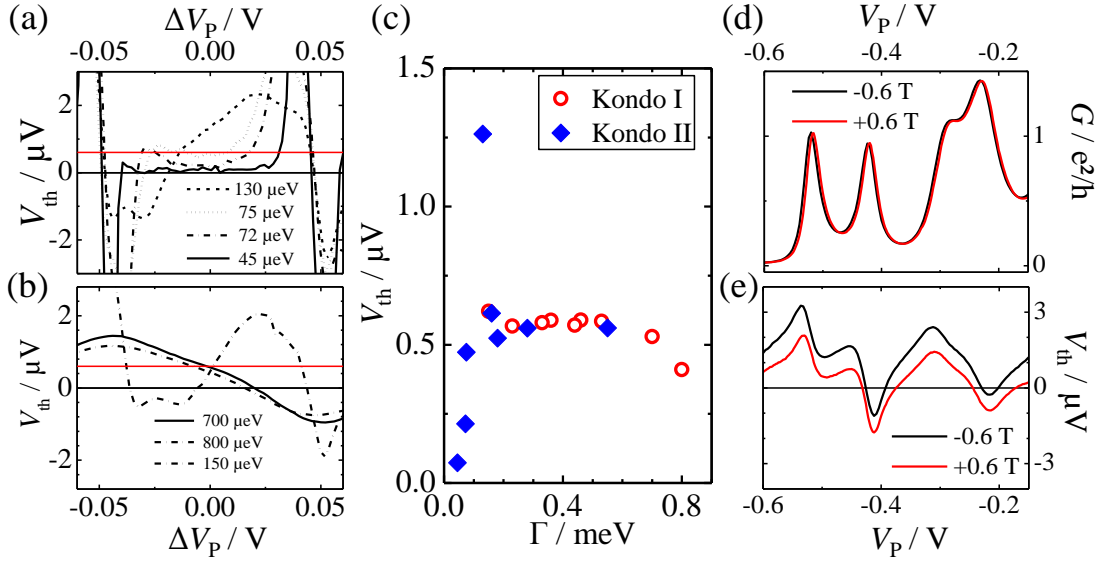 (a)
ΔV_P / V
-0.05 0.00 0.05
V_th / µV
2
0
-2
130 µeV
75 µeV
72 µeV
45 µeV
(b)
V_th / µV
2
0
-2
700 µeV
800 µeV
150 µeV
-0.05 0.00 0.05
ΔV_P / V
(c)
V_th / µV
1.5
1.0
0.5
0.0
Kondo I
Kondo II
0.0 0.4 0.8
Γ / meV
(d)
V_P / V
-0.6 -0.4 -0.2
-0.6 T
+0.6 T
1
0
G / e²/h
(e)
3
0
-3
V_th / µV
-0.6 T
+0.6 T
-0.6 -0.4 -0.2
V_P / V